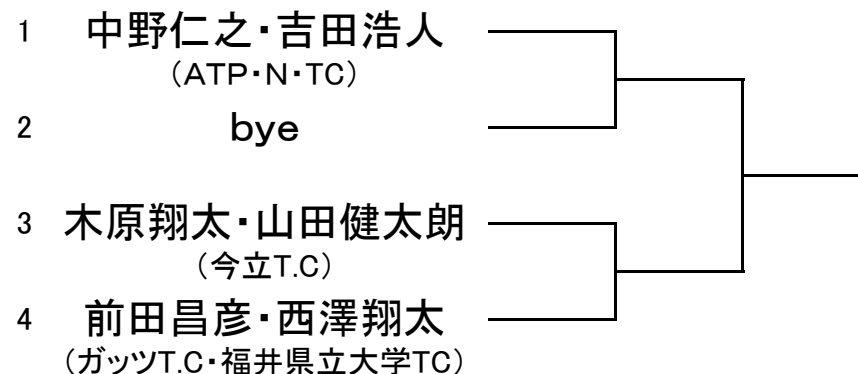 1 中野仁之・吉田浩人
（ATP・N・TC）
2 bye
3 木原翔太・山田健太朗
（今立T.C）
4 前田昌彦・西澤翔太
（ガッツT.C・福井県立大学TC）